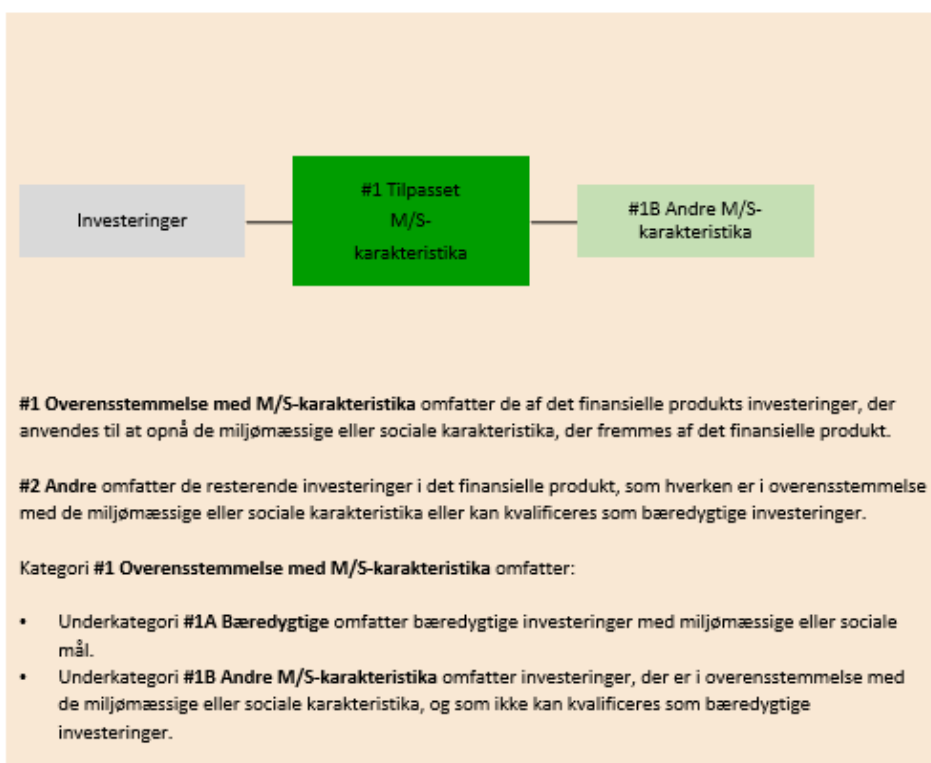 Investeringer
#1 Tilpasset
M/S-
karakteristika
#1B Andre M/S-
karakteristika
#1 Overensstemmelse med M/S-karakteristika omfatter de af det finansielle produkts investeringer, der
anvendes til at opnå de miljømæssige eller sociale karakteristika, der fremmes af det finansielle produkt.
#2 Andre omfatter de resterende investeringer i det finansielle produkt, som hverken er i overensstemmelse
med de miljømæssige eller sociale karakteristika eller kan kvalificeres som bæredygtige investeringer.
Kategori #1 Overensstemmelse med M/S-karakteristika omfatter:
• Underkategori #1A Bæredygtige omfatter bæredygtige investeringer med miljømæssige eller sociale
mål.
• Underkategori #1B Andre M/S-karakteristika omfatter investeringer, der er i overensstemmelse med
de miljømæssige eller sociale karakteristika, og som ikke kan kvalificeres som bæredygtige
investeringer.